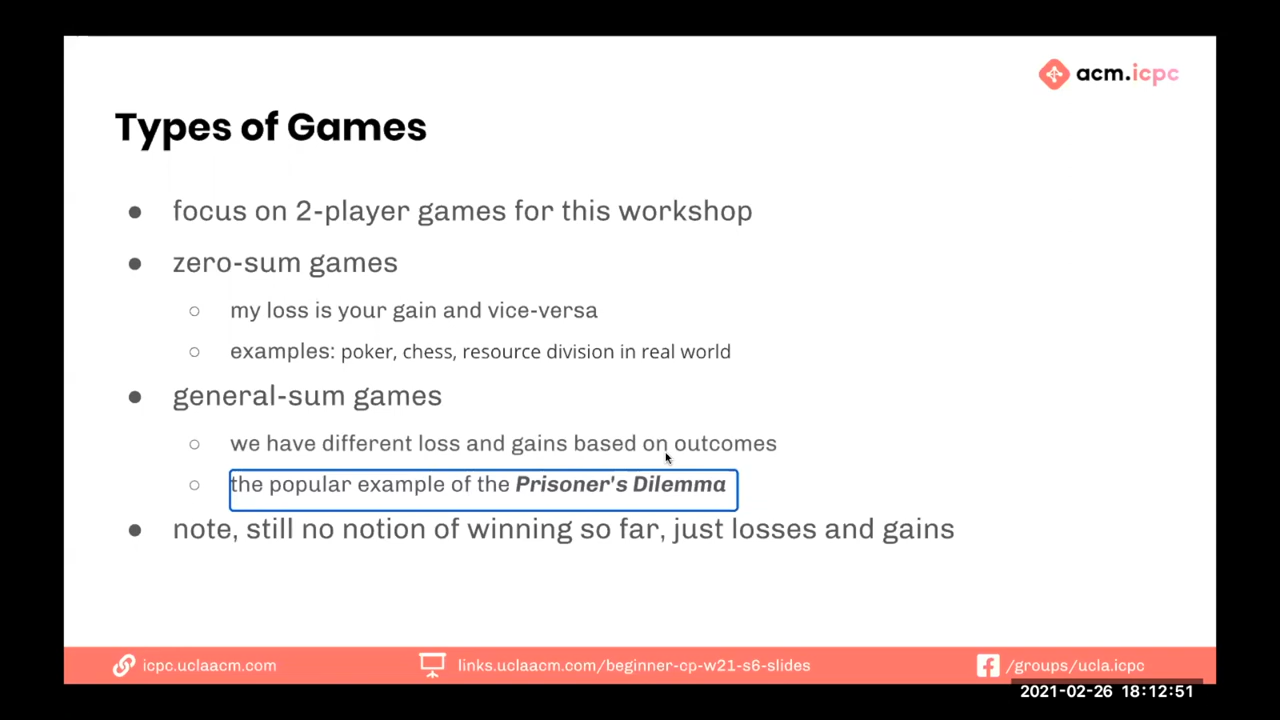 acm.icpc
Types of Games
● focus on 2-player games for this workshop
● zero-sum games
○ my loss is your gain and vice-versa
○ examples: poker, chess, resource division in real world
● general-sum games
○ we have different loss and gains based on outcomes
○ the popular example of the Prisoner's Dilemma
● note, still no notion of winning so far, just losses and gains
icpc.uclaacm.com
links.uclaacm.com/beginner-cp-w21-s6-slides
/groups/ucla.icpc
2021-02-26 18:12:51